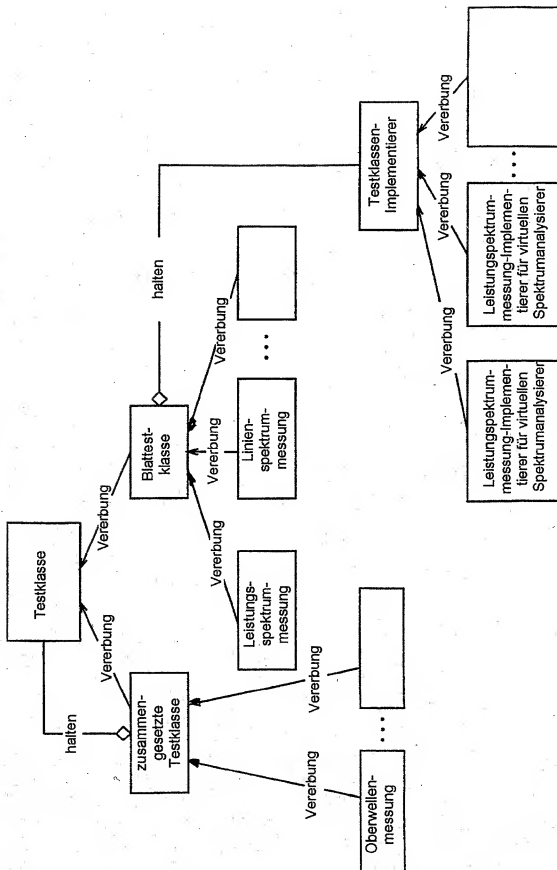 Testklasse
halten
Vererbung
Vererbung
zusammen-
gesetzte
Testklasse
Blattest-
klasse
halten
Vererbung
Vererbung
Oberwellen-
messung
...
Vererbung
Vererbung
Vererbung
Leistungs-
spektrum-
messung
Linien-
spektrum-
messung
...
Testklassen-
Implementierer
Vererbung
Vererbung
Vererbung
Leistungspektrum-
messung-Implemen-
tierer für virtuellen
Spektrumanalysierer
Leistungspektrum-
messung-Implemen-
tierer für virtuellen
Spektrumanalysierer
...